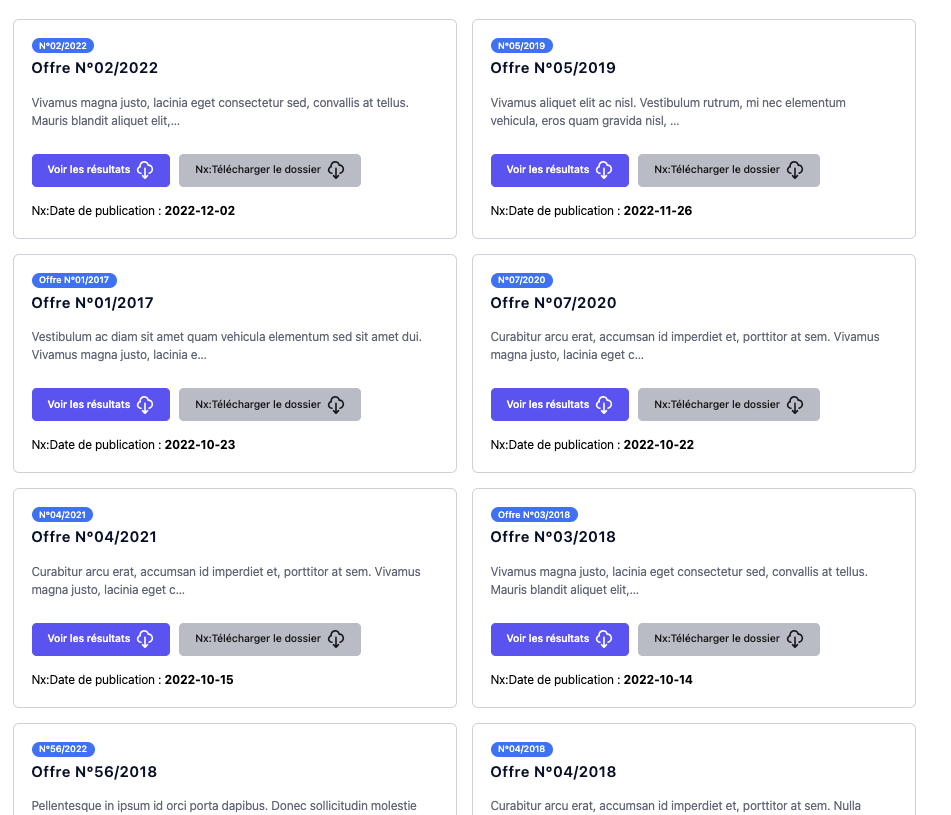 N°02/2022
Offre N°02/2022
Vivamus magna justo, lacinia eget consectetur sed, convallis at tellus.
Mauris blandit aliquet elit,...
Voir les résultats
Nx:Télécharger le dossier
Nx:Date de publication : 2022-12-02
N°05/2019
Offre N°05/2019
Vivamus aliquet elit ac nisl. Vestibulum rutrum, mi nec elementum
vehicula, eros quam gravida nisl, ...
Voir les résultats
Nx:Télécharger le dossier
Nx:Date de publication : 2022-11-26
Offre N°01/2017
Offre N°01/2017
Vestibulum ac diam sit amet quam vehicula elementum sed sit amet dui.
Vivamus magna justo, lacinia e...
Voir les résultats
Nx:Télécharger le dossier
Nx:Date de publication : 2022-10-23
N°07/2020
Offre N°07/2020
Curabitur arcu erat, accumsan id imperdiet et, porttitor at sem. Vivamus
magna justo, lacinia eget c...
Voir les résultats
Nx:Télécharger le dossier
Nx:Date de publication : 2022-10-22
N°04/2021
Offre N°04/2021
Curabitur arcu erat, accumsan id imperdiet et, porttitor at sem. Vivamus
magna justo, lacinia eget c...
Voir les résultats
Nx:Télécharger le dossier
Nx:Date de publication : 2022-10-15
Offre N°03/2018
Offre N°03/2018
Vivamus magna justo, lacinia eget consectetur sed, convallis at tellus.
Mauris blandit aliquet elit,...
Voir les résultats
Nx:Télécharger le dossier
Nx:Date de publication : 2022-10-14
N°56/2022
Offre N°56/2018
Pellentesque in ipsum id orci porta dapibus. Donec sollicitudin molestie
N°04/2018
Offre N°04/2018
Curabitur arcu erat, accumsan id imperdiet et, porttitor at sem. Nulla